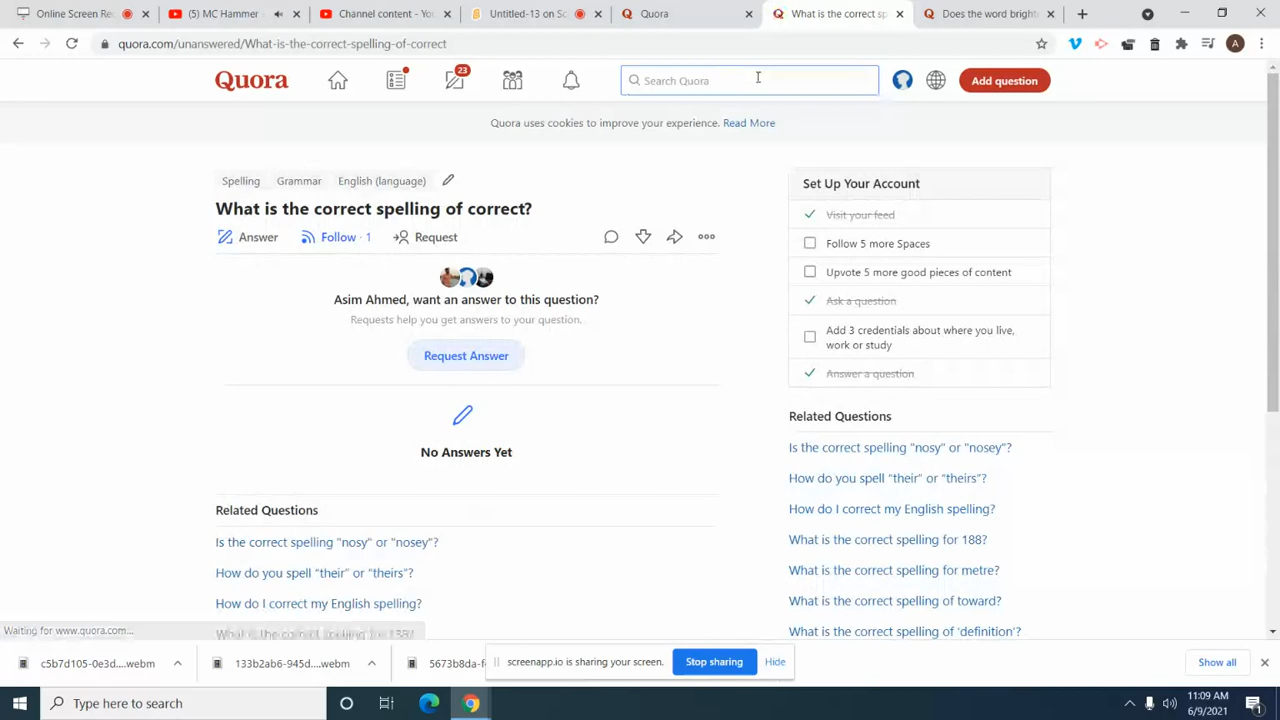 Online Screen Rec
(5) MC Hammer
Channel content - Yo
Untitled-13 on Sc
Quora
What is the correct sp
Does the word bright
quora.com/unanswered/What-is-the-correct-spelling-of-correct
A
Quora
23
Search Quora
Add question
Quora uses cookies to improve your experience. Read More
Spelling Grammar English (language)
What is the correct spelling of correct?
Answer Follow · 1 Request
Asim Ahmed, want an answer to this question?
Requests help you get answers to your question.
Request Answer
No Answers Yet
Related Questions
Is the correct spelling "nosy" or "nosey"?
How do you spell “their” or “theirs”?
How do I correct my English spelling?
What is the correct spelling for 188?
Set Up Your Account
Visit your feed
Follow 5 more Spaces
Upvote 5 more good pieces of content
Ask a question
Add 3 credentials about where you live,
work or study
Answer a question
Related Questions
Is the correct spelling "nosy" or "nosey"?
How do you spell “their” or “theirs”?
How do I correct my English spelling?
What is the correct spelling for 188?
What is the correct spelling for metre?
What is the correct spelling of toward?
What is the correct spelling of 'definition'?
Waiting for www.quora.com...
c5b7d105-0e3d....webm
133b2ab6-945d....webm
5673b8da-f
screenapp.io is sharing your screen.
Stop sharing
Hide
Show all
Type here to search
11:09 AM
6/9/2021
1